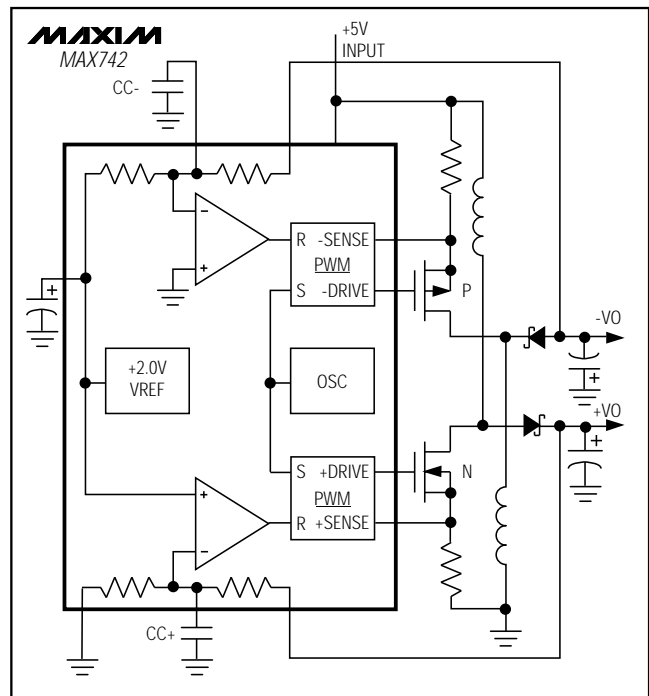 MAXIM
MAX742
+5V
INPUT
CC-
+
-
+
R -SENSE
PWM
S -DRIVE
P
-VO
+
+2.0V
VREF
OSC
+VO
+
S +DRIVE
PWM
R +SENSE
N
+
-
CC+